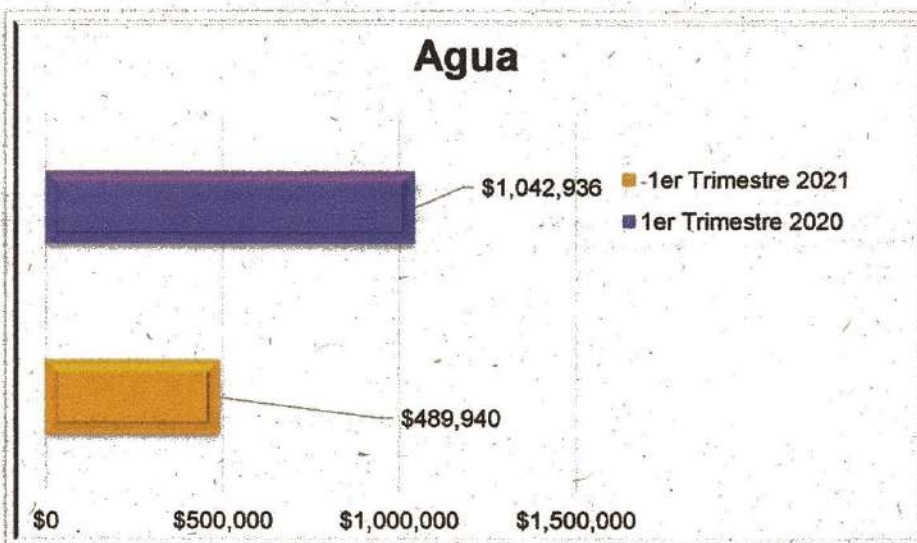 Agua
$1,042,936
1er Trimestre 2021
1er Trimestre 2020
$489,940
$0 $500,000 $1,000,000 $1,500,000